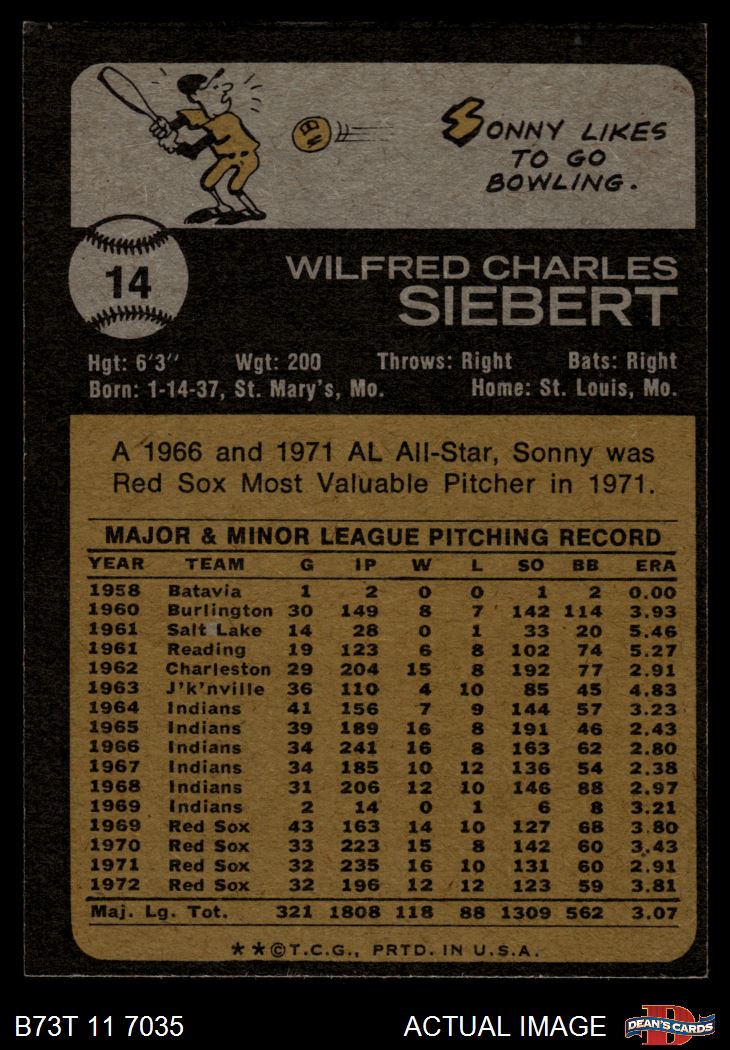 SONNY LIKES
TO GO
BOWLING.
14
WILFRED CHARLES
SIEBERT
Hgt: 6'3" Wgt: 200 Throws: Right Bats: Right
Born: 1-14-37, St. Mary's, Mo. Home: St. Louis, Mo.
A 1966 and 1971 AL All-Star, Sonny was
Red Sox Most Valuable Pitcher in 1971.
MAJOR & MINOR LEAGUE PITCHING RECORD
YEAR TEAM G IP W L SO BB ERA
1958 Batavia 1 2 0 0 1 2 0.00
1960 Burlington 30 149 8 7 142 114 3.93
1961 Salt Lake 14 28 0 1 33 20 5.46
1961 Reading 19 123 6 8 102 74 5.27
1962 Charleston 29 204 15 8 192 77 2.91
1963 J'k'nville 36 110 4 10 85 45 4.83
1964 Indians 41 156 7 9 144 57 3.23
1965 Indians 39 189 16 8 191 46 2.43
1966 Indians 34 241 16 8 163 62 2.80
1967 Indians 34 185 10 12 136 54 2.38
1968 Indians 31 206 12 10 146 88 2.97
1969 Indians 2 14 0 1 6 8 3.21
1969 Red Sox 43 163 14 10 127 68 3.80
1970 Red Sox 33 223 15 8 142 60 3.43
1971 Red Sox 32 235 16 10 131 60 2.91
1972 Red Sox 32 196 12 12 123 59 3.81
Maj. Lg. Tot. 321 1808 118 88 1309 562 3.07
**©T.C.G., PRTD. IN U.S.A.
B73T 11 7035 ACTUAL IMAGE D DEAN'S CARDS